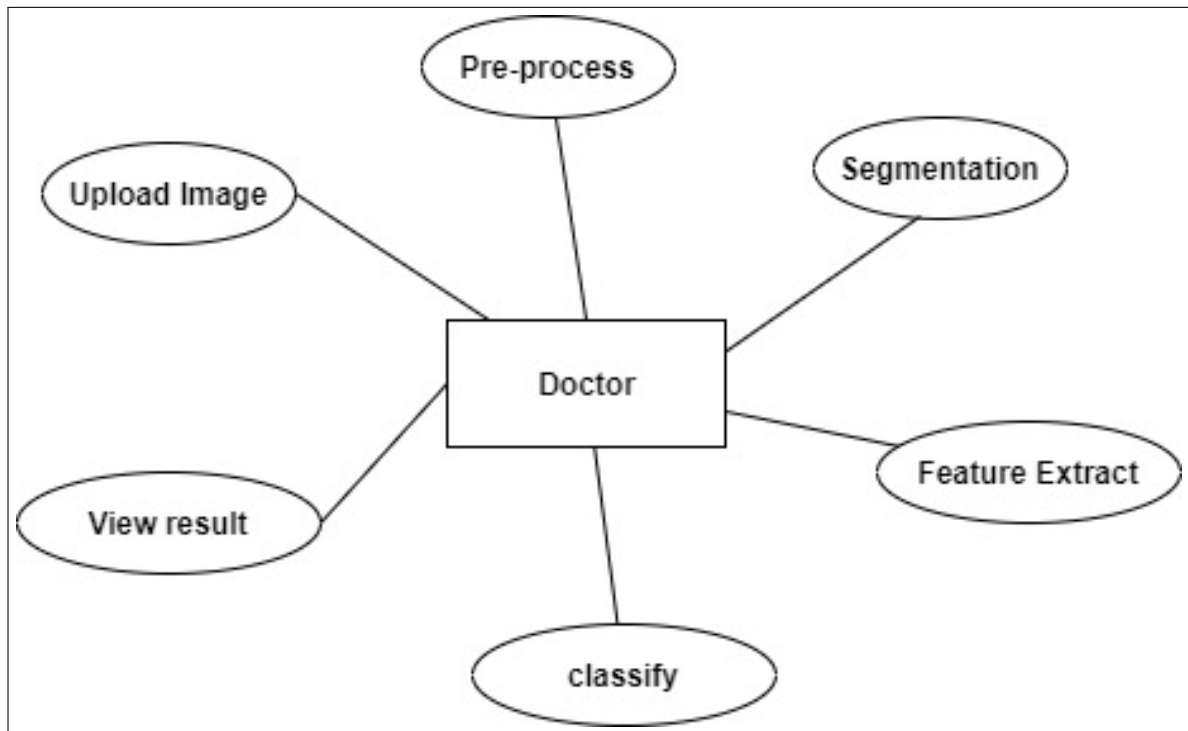 Pre-process
Segmentation
Upload Image
Doctor
Feature Extract
View result
classify